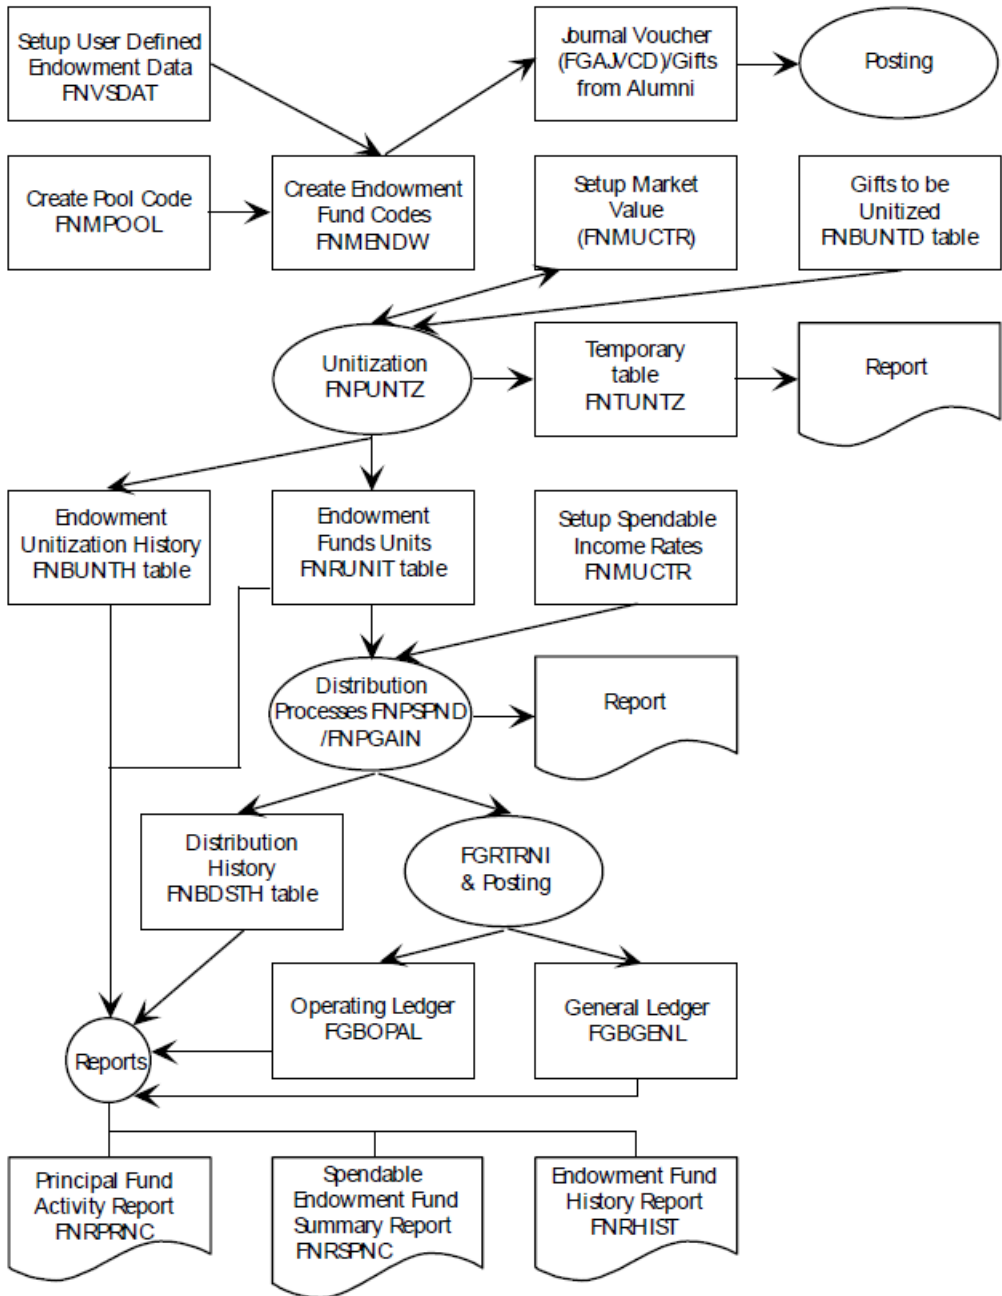 Setup User Defined
Endowment Data
FNVSDAT
Journal Voucher
(FGAJVCD)/Gifts
from Alumni
Posting
Create Pool Code
FNMPOOL
Create Endowment
Fund Codes
FNMENDW
Setup Market
Value
(FNMUCTR)
Gifts to be
Unitized
FNBUNTD table
Unitization
FNPUNTZ
Temporary
table
FNTUNTZ
Report
Endowment
Unitization History
FNBUNTH table
Endowment
Funds Units
FNRUNIT table
Setup Spendable
Income Rates
FNMUCTR
Distribution
Processes FNPSPND
/FNPGAIN
Report
Distribution
History
FNBDSTH table
FGRTRNI
& Posting
Operating Ledger
FGBOPAL
General Ledger
FGBGENL
Reports
Principal Fund
Activity Report
FNRPRNC
Spendable
Endowment Fund
Summary Report
FNRSPNC
Endowment Fund
History Report
FNRHIST